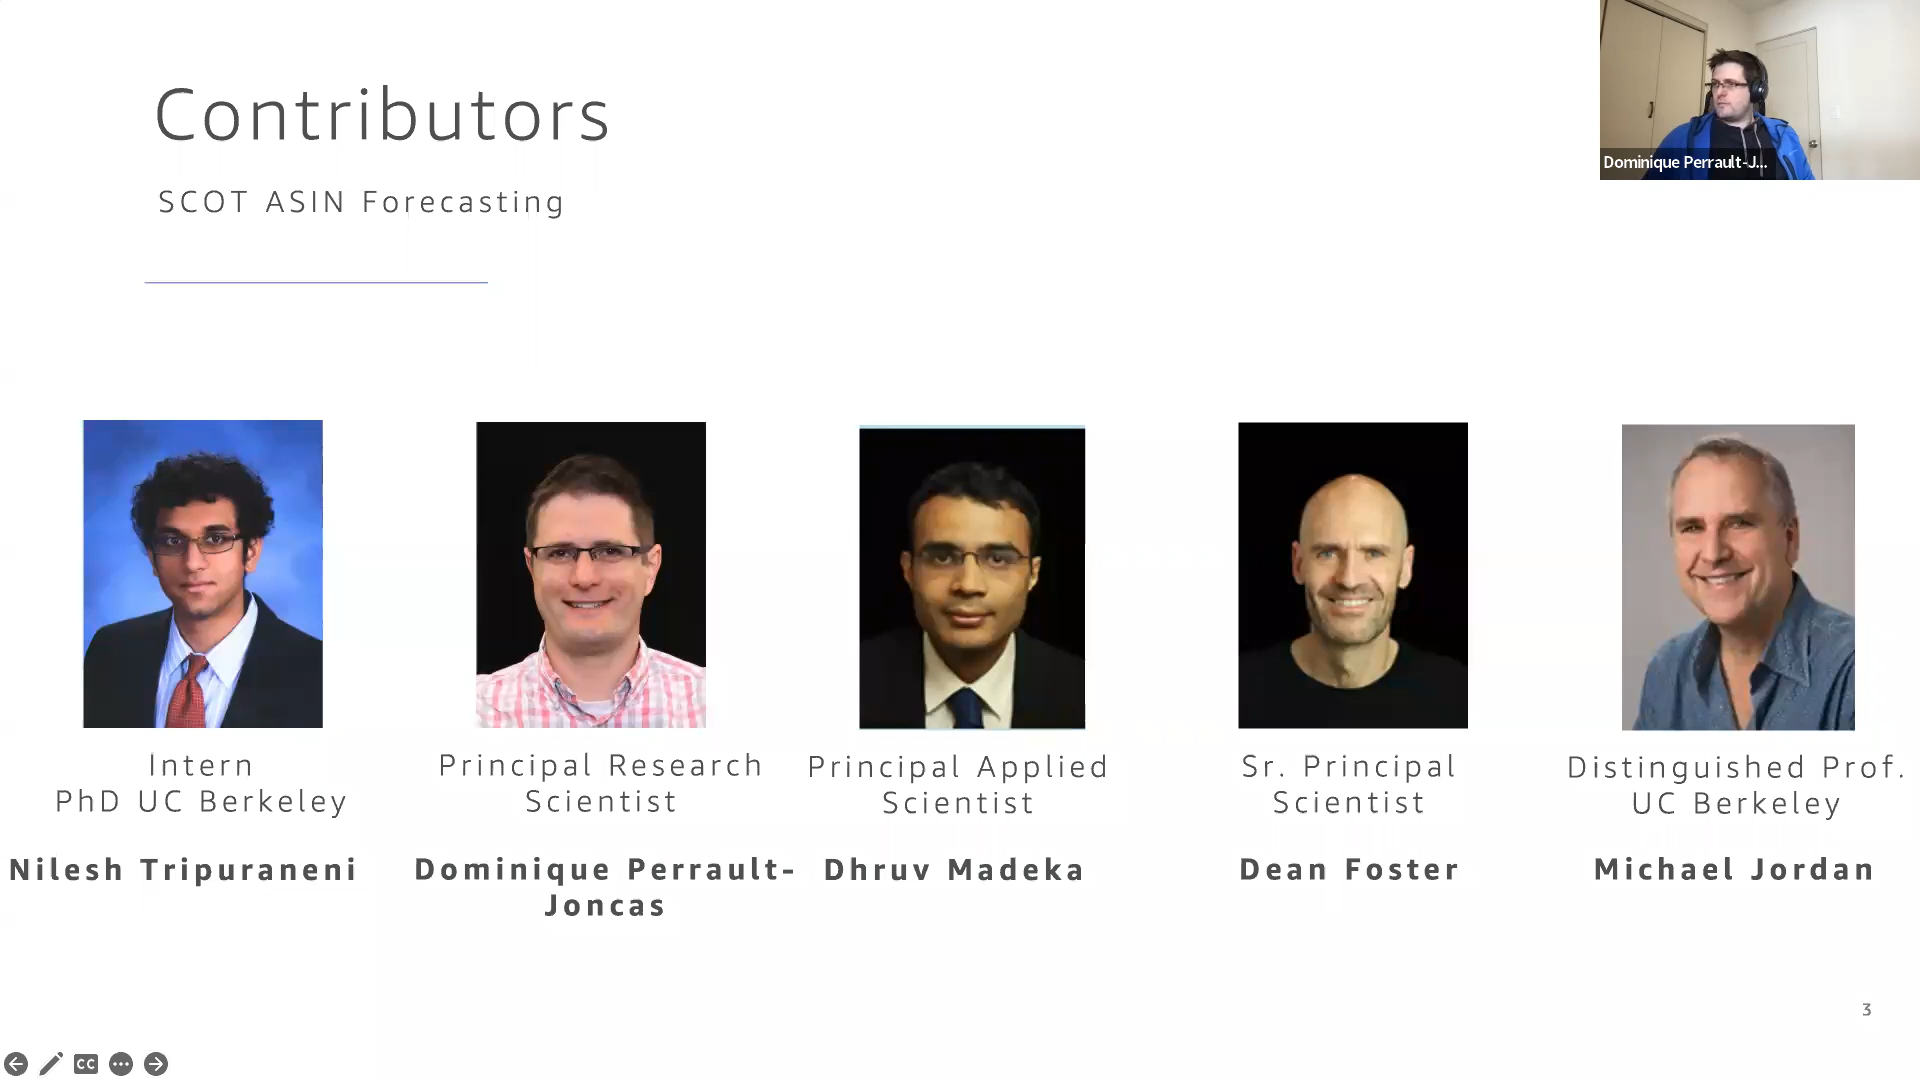 Contributors
SCOT ASIN Forecasting
Dominique Perrault-J...
Intern
PhD UC Berkeley
Nilesh Tripuraneni
Principal Research
Scientist
Dominique Perrault-
Joncas
Principal Applied
Scientist
Dhruv Madeka
Sr. Principal
Scientist
Dean Foster
Distinguished Prof.
UC Berkeley
Michael Jordan
3
CC